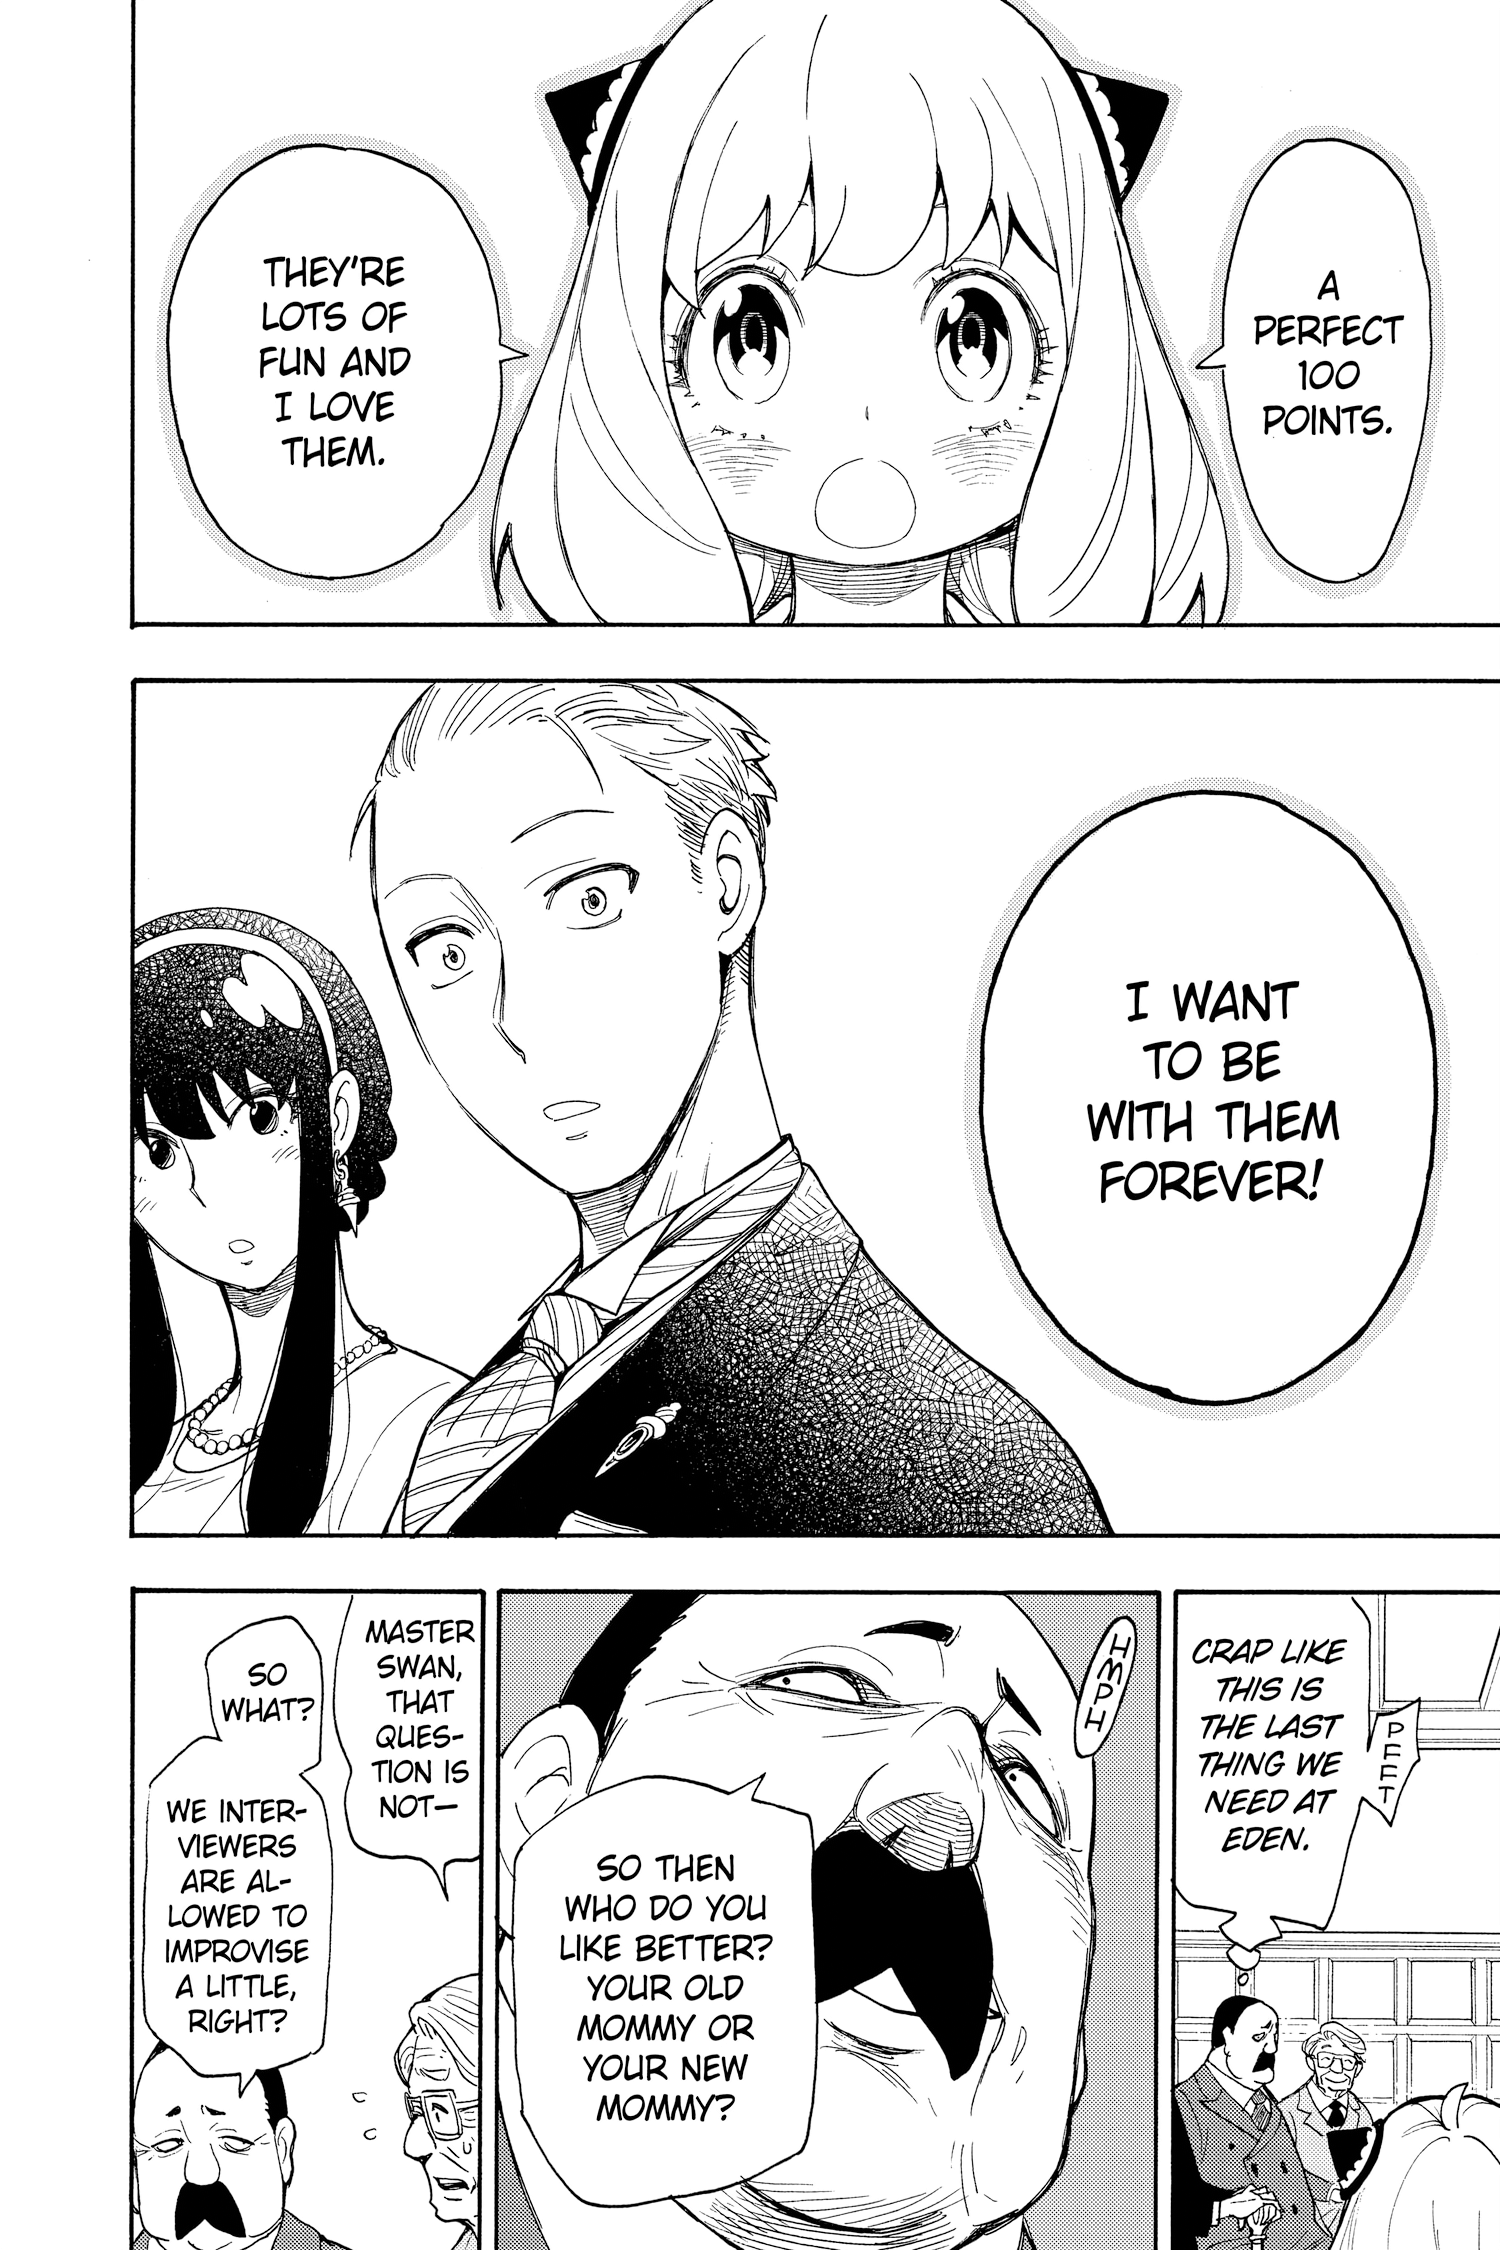 A
PERFECT
100
POINTS.
THEY'RE
LOTS OF
FUN AND
I LOVE
THEM.
I WANT
TO BE
WITH THEM
FOREVER!
CRAP LIKE
THIS IS
THE LAST
THING WE
NEED AT
EDEN.
PFFT
HMPH
SO THEN
WHO DO YOU
LIKE BETTER?
YOUR OLD
MOMMY OR
YOUR NEW
MOMMY?
MASTER
SWAN,
THAT
QUES-
TION IS
NOT—
SO
WHAT?
WE INTER-
VIEWERS
ARE AL-
LOWED TO
IMPROVISE
A LITTLE,
RIGHT?